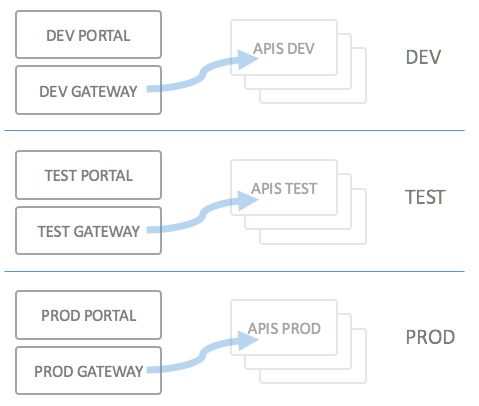 DEV PORTAL
DEV GATEWAY
APIS DEV
DEV
TEST PORTAL
TEST GATEWAY
APIS TEST
TEST
PROD PORTAL
PROD GATEWAY
APIS PROD
PROD